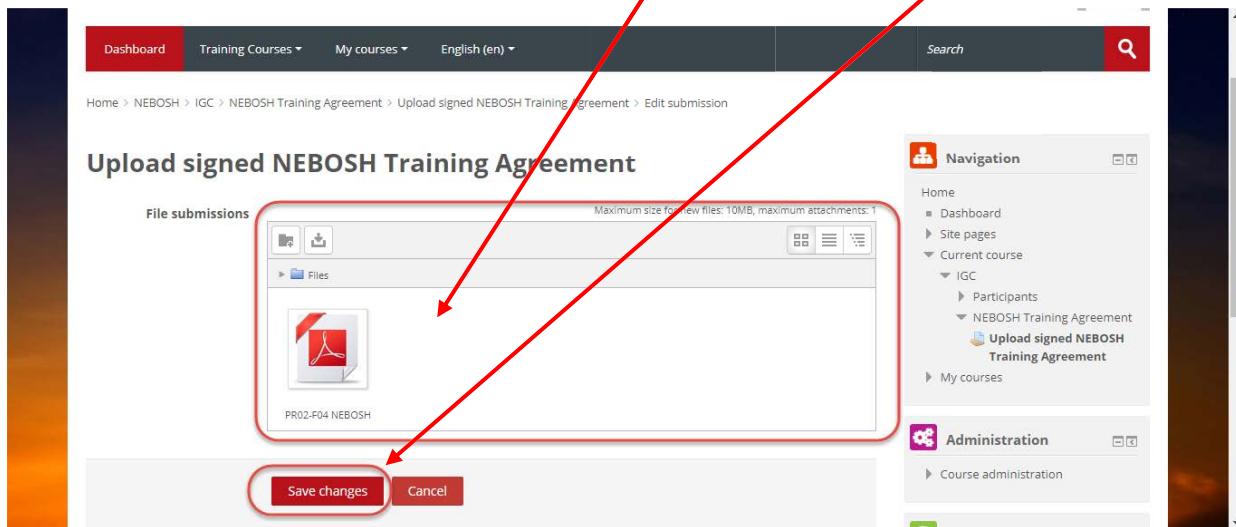 Dashboard Training Courses My courses English (en) Search
Home > NEBOSH > IGC > NEBOSH Training Agreement > Upload signed NEBOSH Training Agreement > Edit submission
Upload signed NEBOSH Training Agreement
File submissions
Maximum size for new files: 10MB, maximum attachments: 1
Files
PR02-F04 NEBOSH
Save changes Cancel
Navigation
Home
Dashboard
Site pages
Current course
IGC
Participants
NEBOSH Training Agreement
Upload signed NEBOSH
Training Agreement
My courses
Administration
Course administration